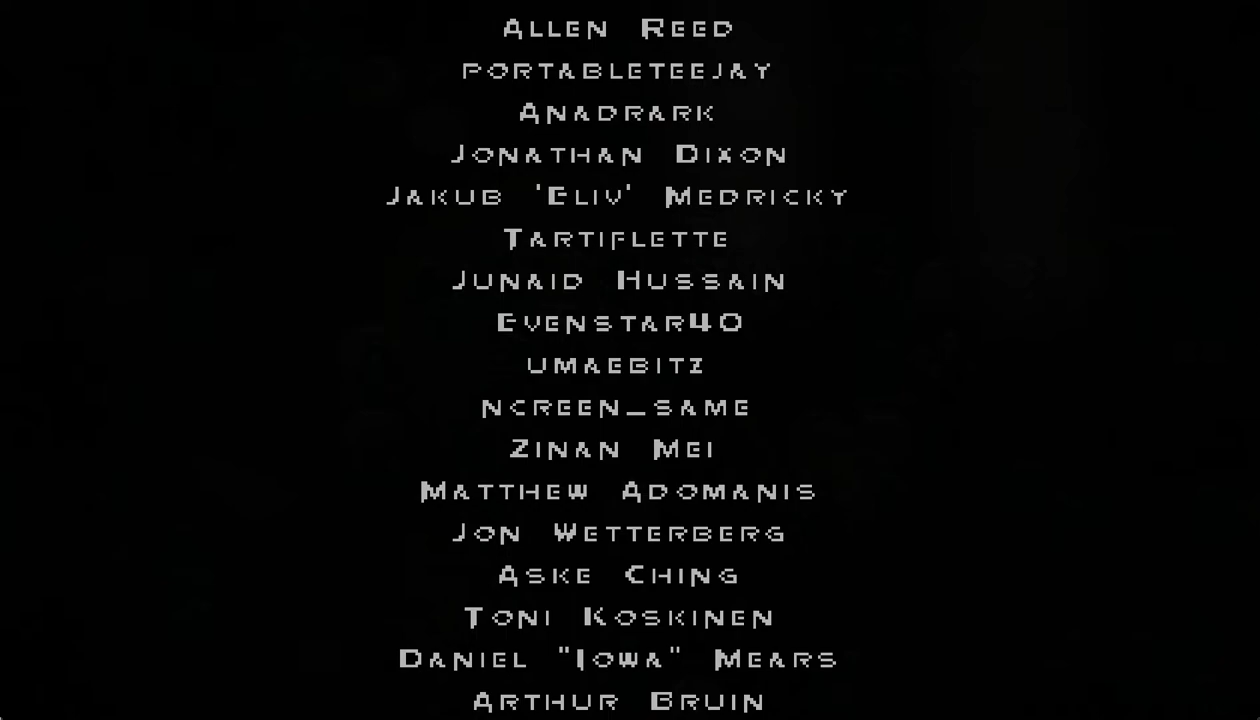 Allen Reed
portableteejay
Anadrark
Jonathan Dixon
Jakub 'Eliv' Medricky
Tartiflette
Junaid Hussain
Evenstar40
umaebitz
ncreen_same
Zinan Mei
Matthew Adomanis
Jon Wetterberg
Aske Ching
Toni Koskinen
Daniel "Iowa" Mears
Arthur Bruin